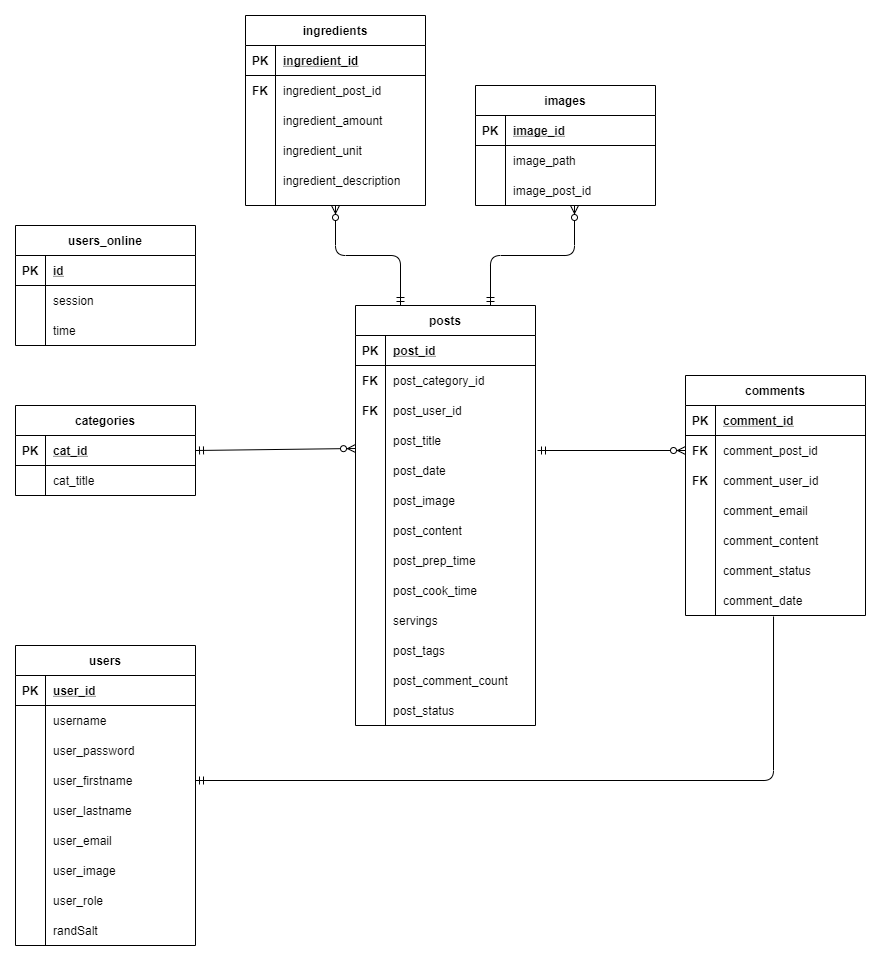 ingredients
PK ingredient_id
FK ingredient_post_id
ingredient_amount
ingredient_unit
ingredient_description
images
PK image_id
image_path
image_post_id
users_online
PK id
session
time
posts
PK post_id
FK post_category_id
FK post_user_id
post_title
post_date
post_image
post_content
post_prep_time
post_cook_time
servings
post_tags
post_comment_count
post_status
categories
PK cat_id
cat_title
comments
PK comment_id
FK comment_post_id
FK comment_user_id
comment_email
comment_content
comment_status
comment_date
users
PK user_id
username
user_password
user_firstname
user_lastname
user_email
user_image
user_role
randSalt